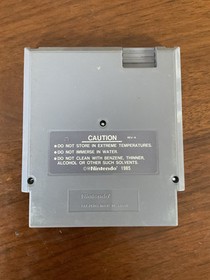 CAUTION
● DO NOT STORE IN EXTREME TEMPERATURES.
● DO NOT IMMERSE IN WATER.
● DO NOT CLEAN WITH BENZENE, THINNER,
ALCOHOL OR OTHER SUCH SOLVENTS.
Nintendo 1985
Nintendo